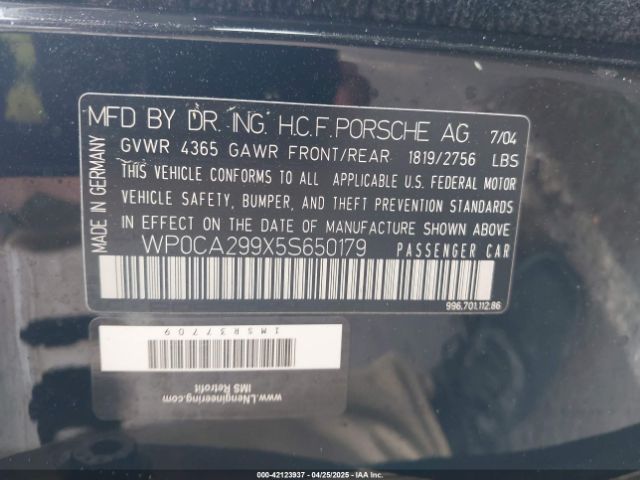 MFD BY DR. ING. H.C.F. PORSCHE AG 7/04
GVWR 4365 GAWR FRONT/REAR 1819/2756 LBS
THIS VEHICLE CONFORMS TO ALL APPLICABLE U.S. FEDERAL MOTOR
VEHICLE SAFETY, BUMPER, AND THEFT PREVENTION STANDARDS
IN EFFECT ON THE DATE OF MANUFACTURE SHOWN ABOVE
WP0CA299X5S650179 PASSENGER CAR
996.701.112.86
MADE IN GERMANY
IMSR37709
IMS Retrofit
www.LNengineering.com
000-42123937 - 04/25/2025 - IAAI.COM